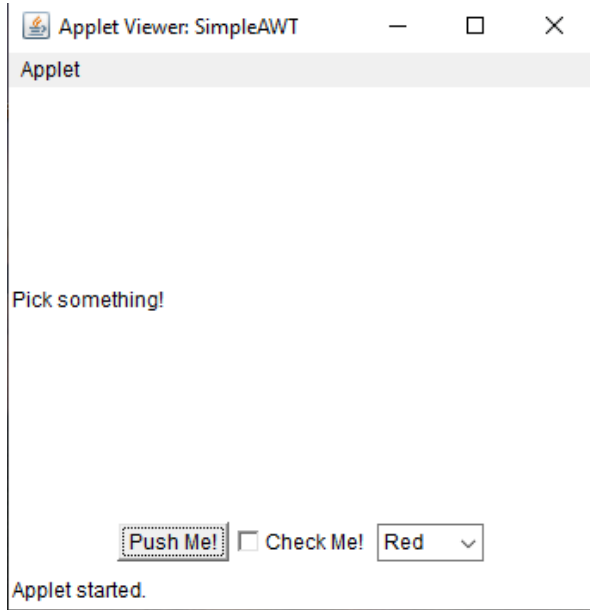 Applet Viewer: SimpleAWT
Applet
Pick something!
Push Me! Check Me! Red
Applet started.